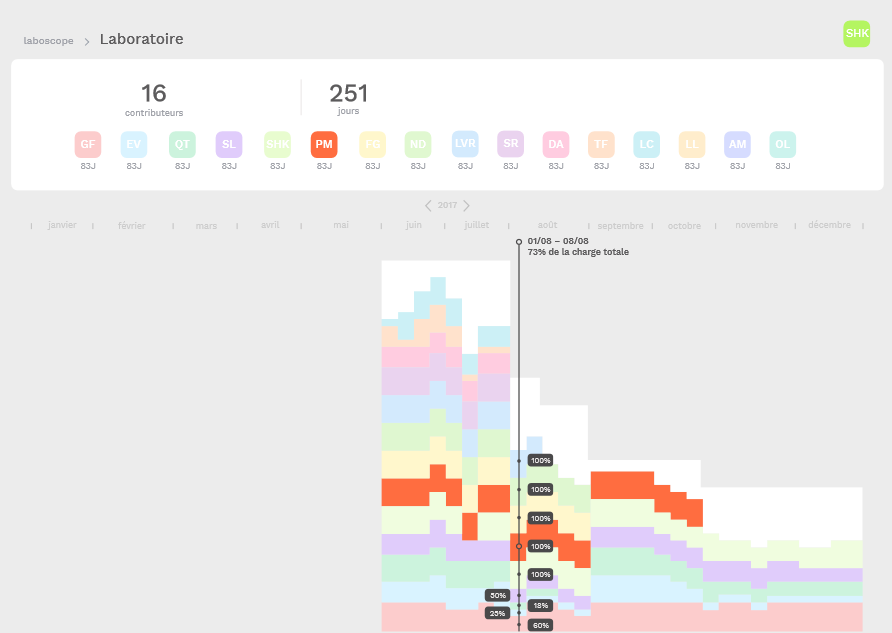 laboscope > Laboratoire
SHK
16
contributeurs
251
jours
GF EV QT SL SHK PM FG ND LVR SR DA TF LC LL AM OL
83J 83J 83J 83J 83J 83J 83J 83J 83J 83J 83J 83J 83J 83J 83J 83J
< 2017 >
janvier février mars avril mai juin juillet août septembre octobre novembre décembre
01/08 – 08/08
73% de la charge totale
100%
100%
100%
100%
100%
50%
18%
25%
60%